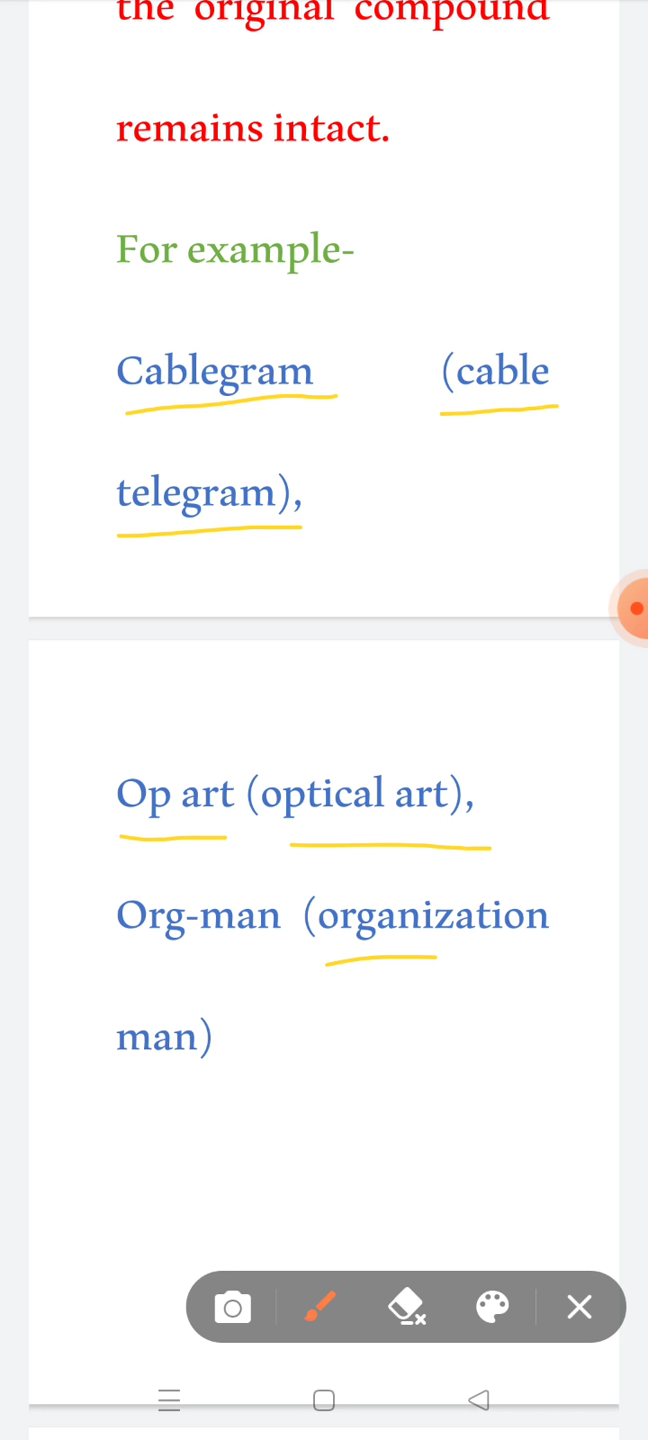 the original compound
remains intact.
For example-
Cablegram (cable
telegram),
Op art (optical art),
Org-man (organization
man)